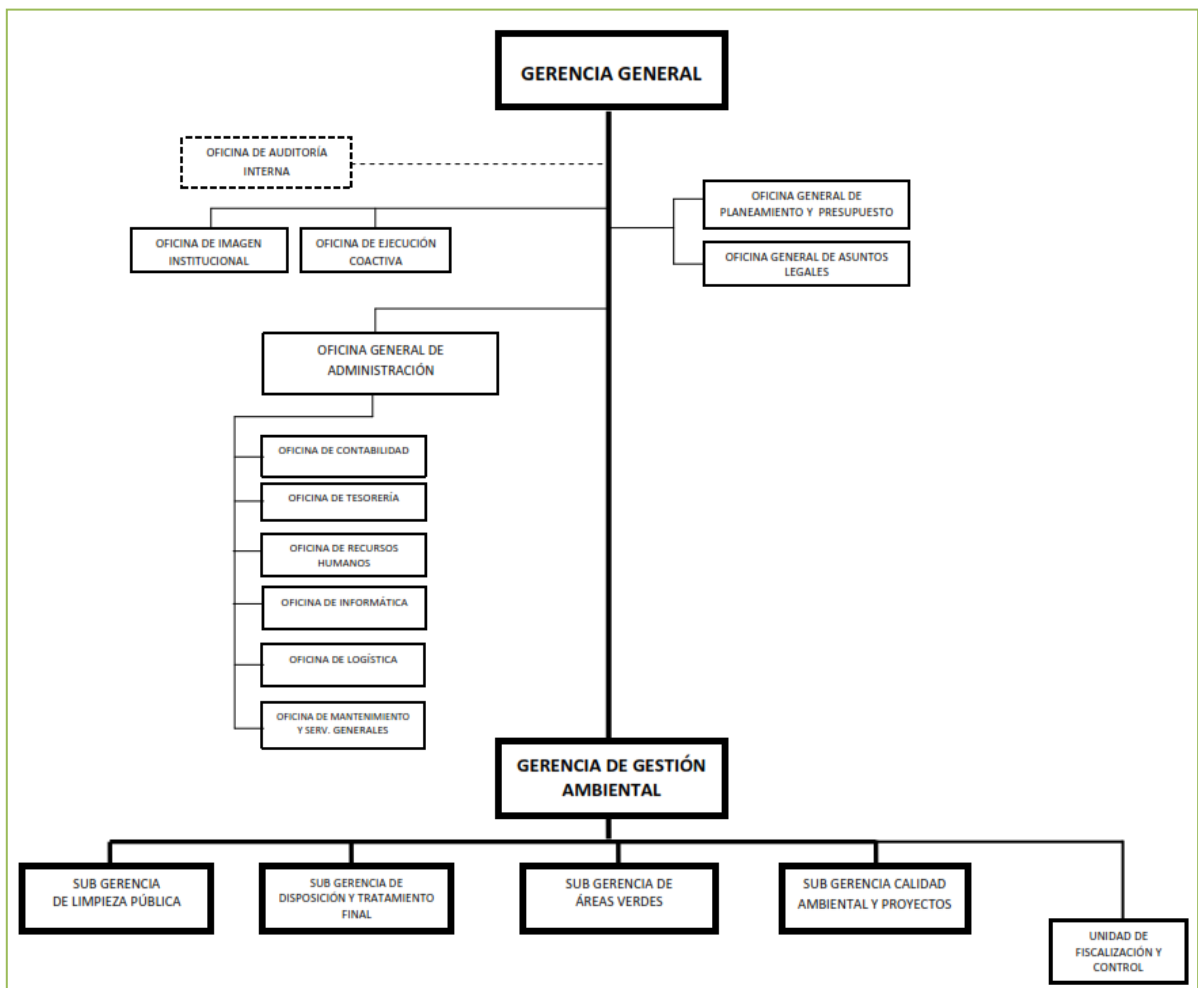 GERENCIA GENERAL
OFICINA DE AUDITORÍA
INTERNA
OFICINA GENERAL DE
PLANEAMIENTO Y PRESUPUESTO
OFICINA DE IMAGEN
INSTITUCIONAL
OFICINA DE EJECUCIÓN
COACTIVA
OFICINA GENERAL DE ASUNTOS
LEGALES
OFICINA GENERAL DE
ADMINISTRACIÓN
OFICINA DE CONTABILIDAD
OFICINA DE TESORERÍA
OFICINA DE RECURSOS
HUMANOS
OFICINA DE INFORMÁTICA
OFICINA DE LOGÍSTICA
OFICINA DE MANTENIMIENTO
Y SERV. GENERALES
GERENCIA DE GESTIÓN
AMBIENTAL
SUB GERENCIA
DE LIMPIEZA PÚBLICA
SUB GERENCIA DE
DISPOSICIÓN Y TRATAMIENTO
FINAL
SUB GERENCIA DE
ÁREAS VERDES
SUB GERENCIA CALIDAD
AMBIENTAL Y PROYECTOS
UNIDAD DE
FISCALIZACIÓN Y
CONTROL